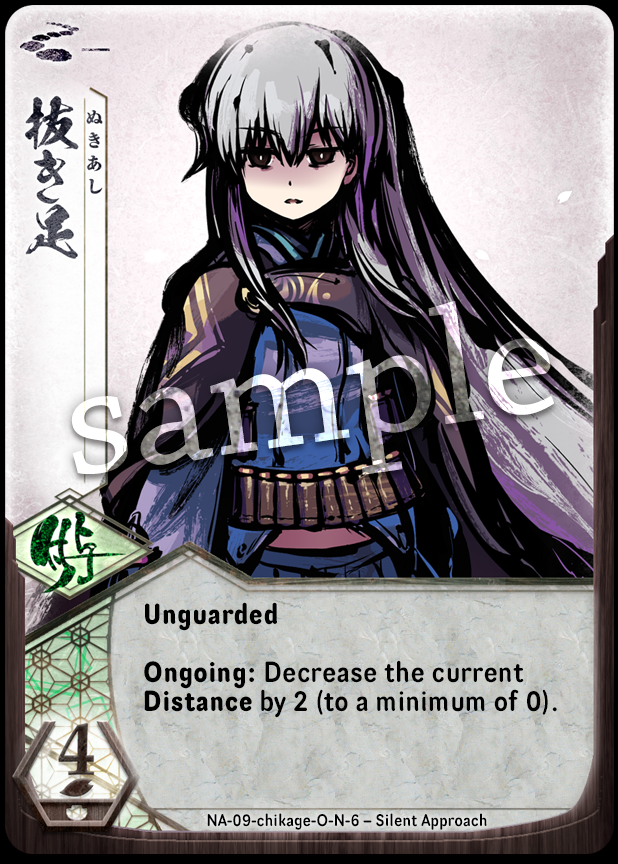 抜き足
ぬきあし
sample
Unguarded
Ongoing: Decrease the current
Distance by 2 (to a minimum of 0).
4
NA-09-chikage-O-N-6 – Silent Approach